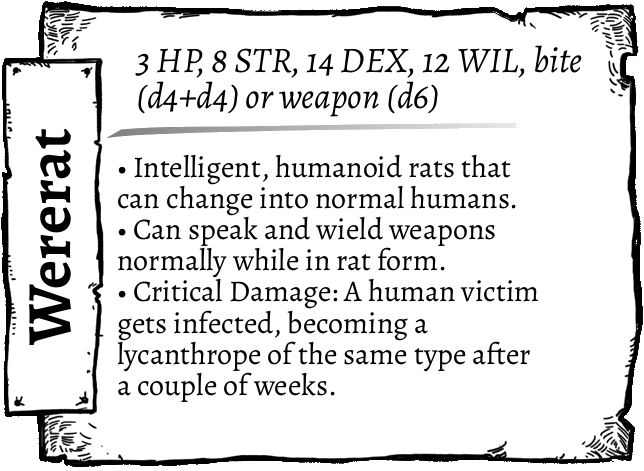 Wererat
3 HP, 8 STR, 14 DEX, 12 WIL, bite
(d4+d4) or weapon (d6)
• Intelligent, humanoid rats that
can change into normal humans.
• Can speak and wield weapons
normally while in rat form.
• Critical Damage: A human victim
gets infected, becoming a
lycanthrope of the same type after
a couple of weeks.